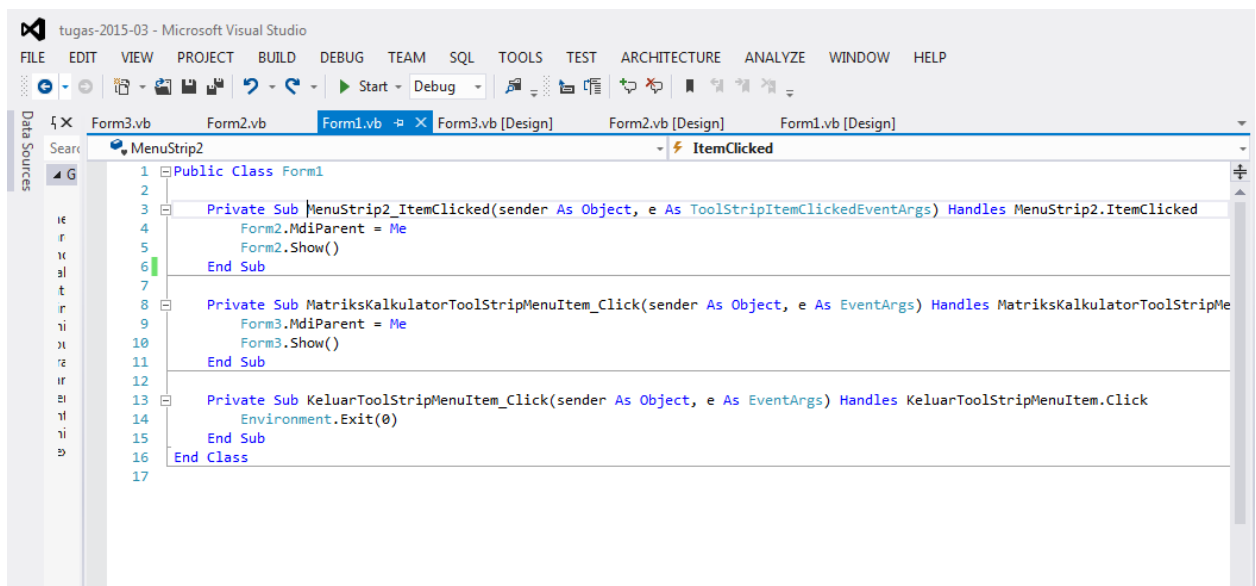 tugas-2015-03 - Microsoft Visual Studio
FILE EDIT VIEW PROJECT BUILD DEBUG TEAM SQL TOOLS TEST ARCHITECTURE ANALYZE WINDOW HELP
Start Debug
Data Sources
Form3.vb Form2.vb Form1.vb Form3.vb [Design] Form2.vb [Design] Form1.vb [Design]
Searc MenuStrip2 ItemClicked
G
1 Public Class Form1
2
3 Private Sub MenuStrip2_ItemClicked(sender As Object, e As ToolStripItemClickedEventArgs) Handles MenuStrip2.ItemClicked
4 Form2.MdiParent = Me
5 Form2.Show()
6 End Sub
7
8 Private Sub MatriksKalkulatorToolStripMenuItem_Click(sender As Object, e As EventArgs) Handles MatriksKalkulatorToolStripMe
9 Form3.MdiParent = Me
10 Form3.Show()
11 End Sub
12
13 Private Sub KeluarToolStripMenuItem_Click(sender As Object, e As EventArgs) Handles KeluarToolStripMenuItem.Click
14 Environment.Exit(0)
15 End Sub
16 End Class
17